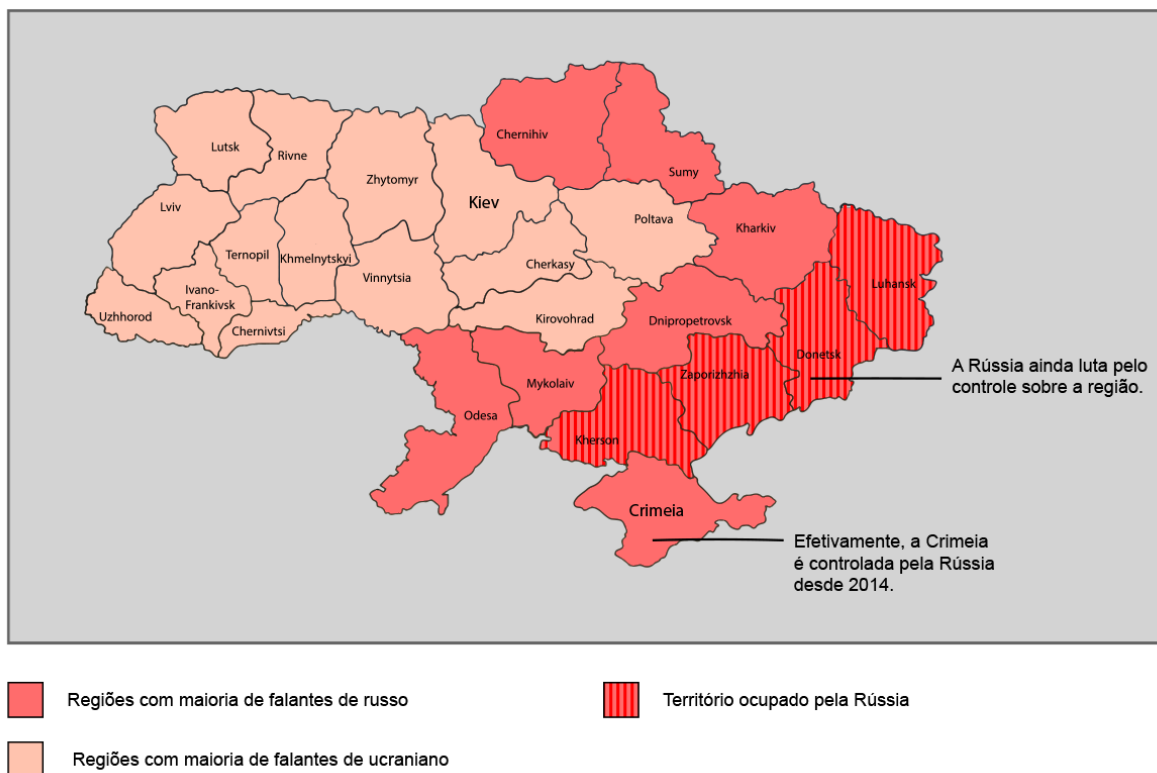 Chernihiv
Sumy
Lutsk
Rivne
Zhytomyr
Kiev
Lviv
Poltava
Kharkiv
Ternopil
Khmelnytskyi
Cherkasy
Vinnytsia
Luhansk
Ivano-
Frankivsk
Uzhhorod
Chernivtsi
Kirovohrad
Dnipropetrovsk
Donetsk
Mykolaiv
Zaporizhzhia
Odesa
Kherson
A Rússia ainda luta pelo
controle sobre a região.
Crimeia
Efetivamente, a Crimeia
é controlada pela Rússia
desde 2014.
Regiões com maioria de falantes de russo
Território ocupado pela Rússia
Regiões com maioria de falantes de ucraniano